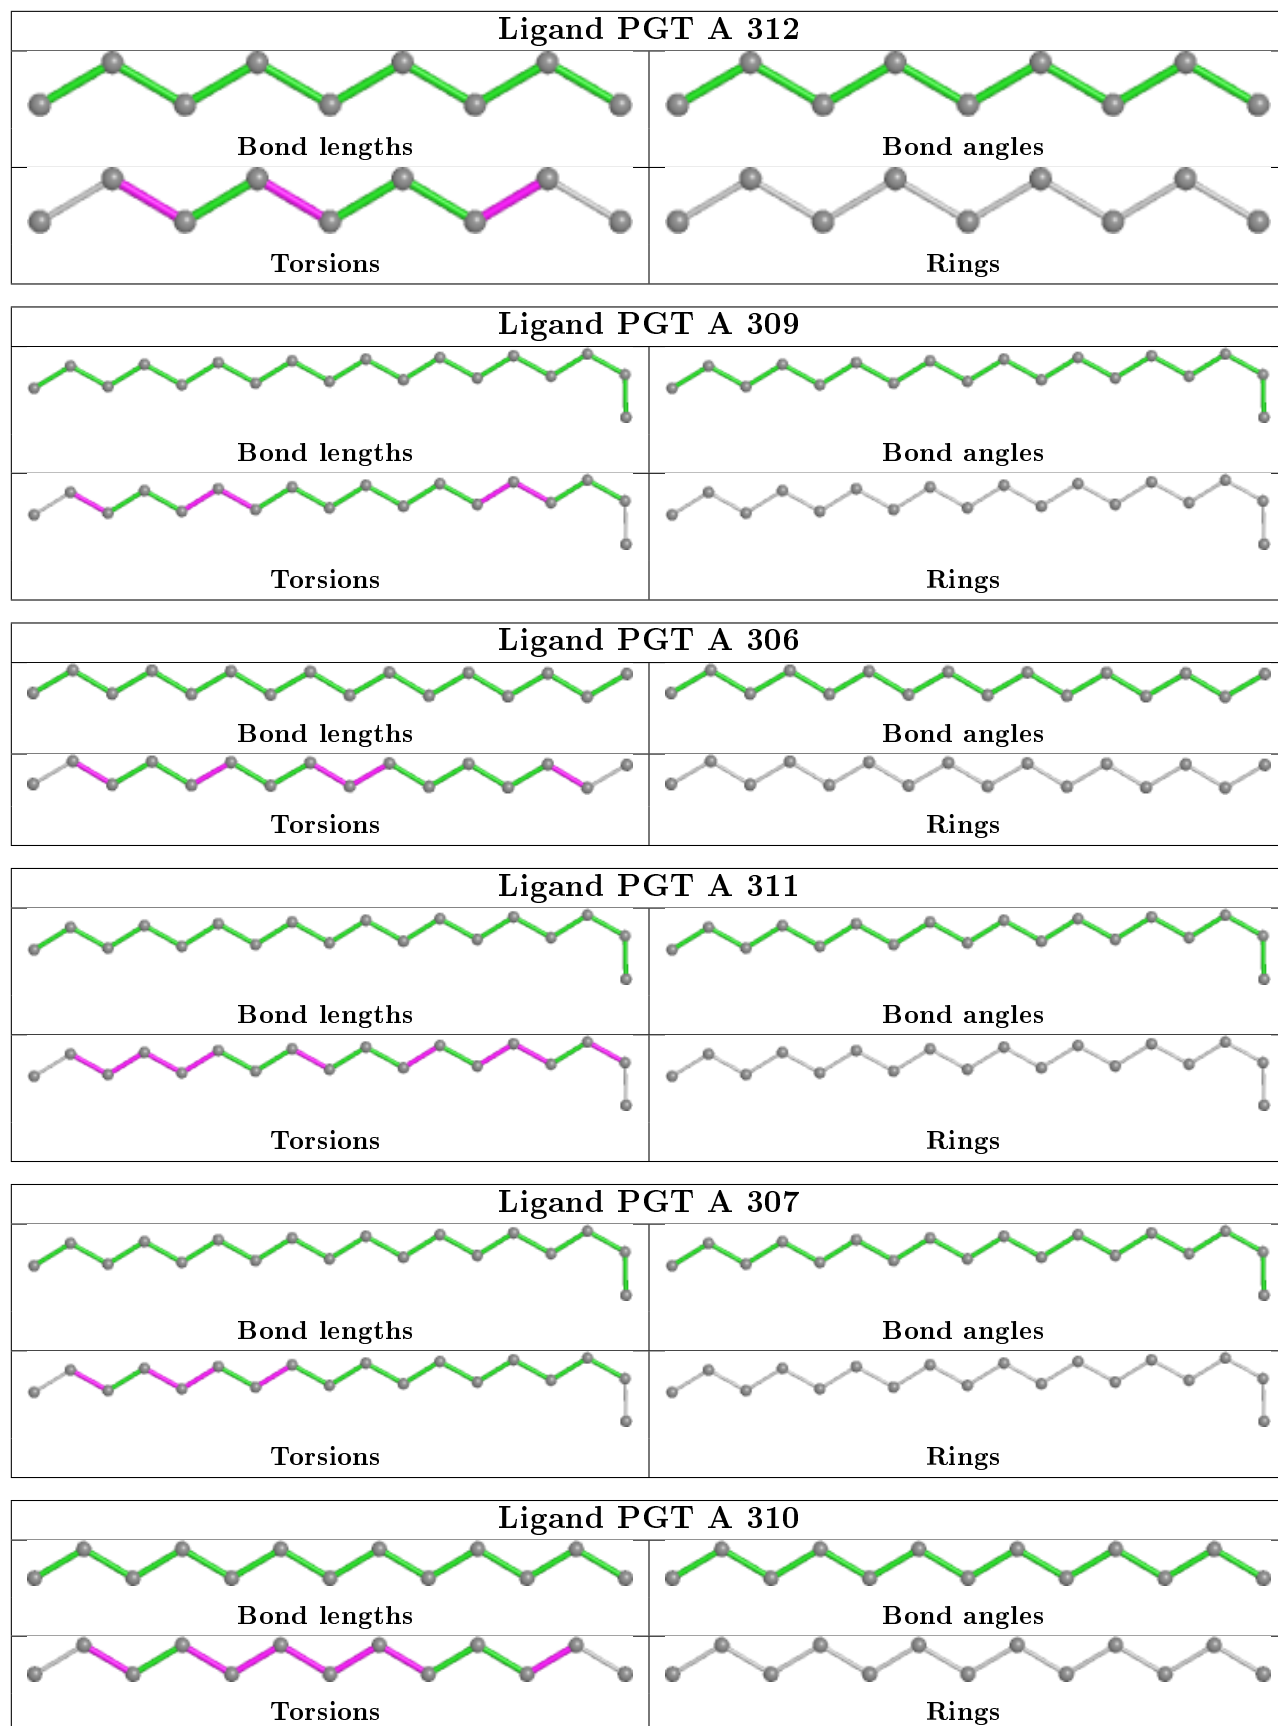 Ligand PGT A 312
Bond lengths
Bond angles
Torsions
Rings
Ligand PGT A 309
Bond lengths
Bond angles
Torsions
Rings
Ligand PGT A 306
Bond lengths
Bond angles
Torsions
Rings
Ligand PGT A 311
Bond lengths
Bond angles
Torsions
Rings
Ligand PGT A 307
Bond lengths
Bond angles
Torsions
Rings
Ligand PGT A 310
Bond lengths
Bond angles
Torsions
Rings